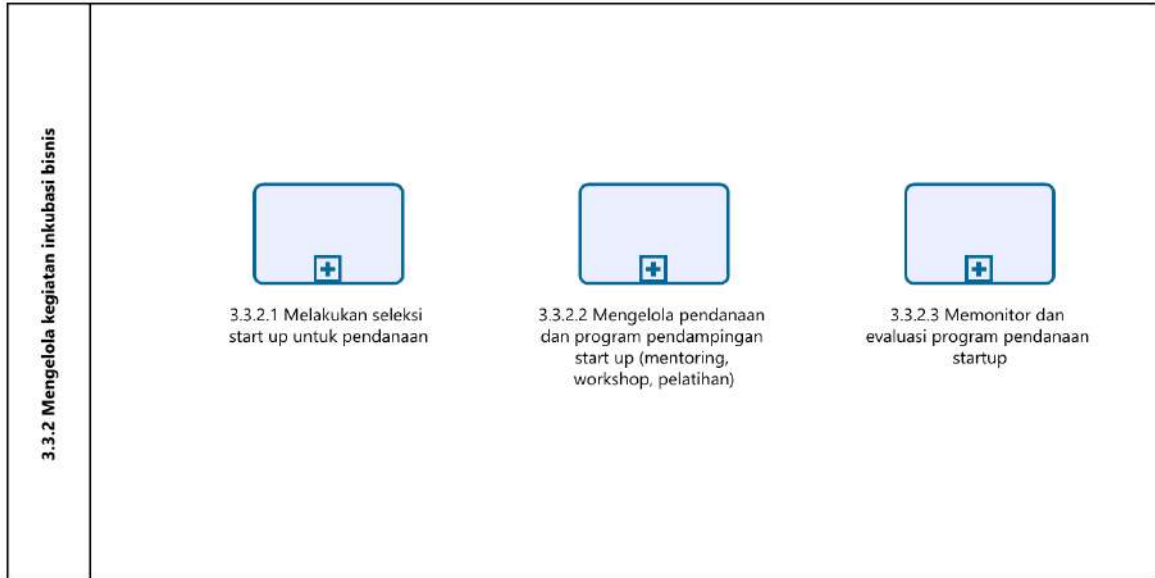 3.3.2 Mengelola kegiatan inkubasi bisnis
3.3.2.1 Melakukan seleksi
start up untuk pendanaan
3.3.2.2 Mengelola pendanaan
dan program pendampingan
start up (mentoring,
workshop, pelatihan)
3.3.2.3 Memonitor dan
evaluasi program pendanaan
startup